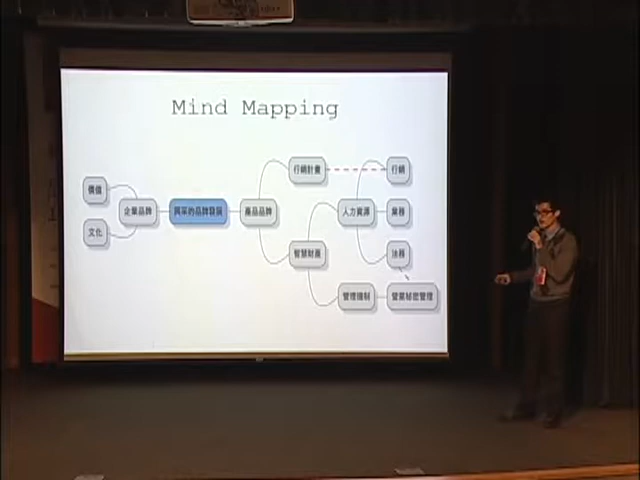 Mind Mapping
行銷計畫
行銷
價值
企業品牌
產品品牌
人力資源
業務
文化
智慧財產
法務
管理機制
營業秘密管理